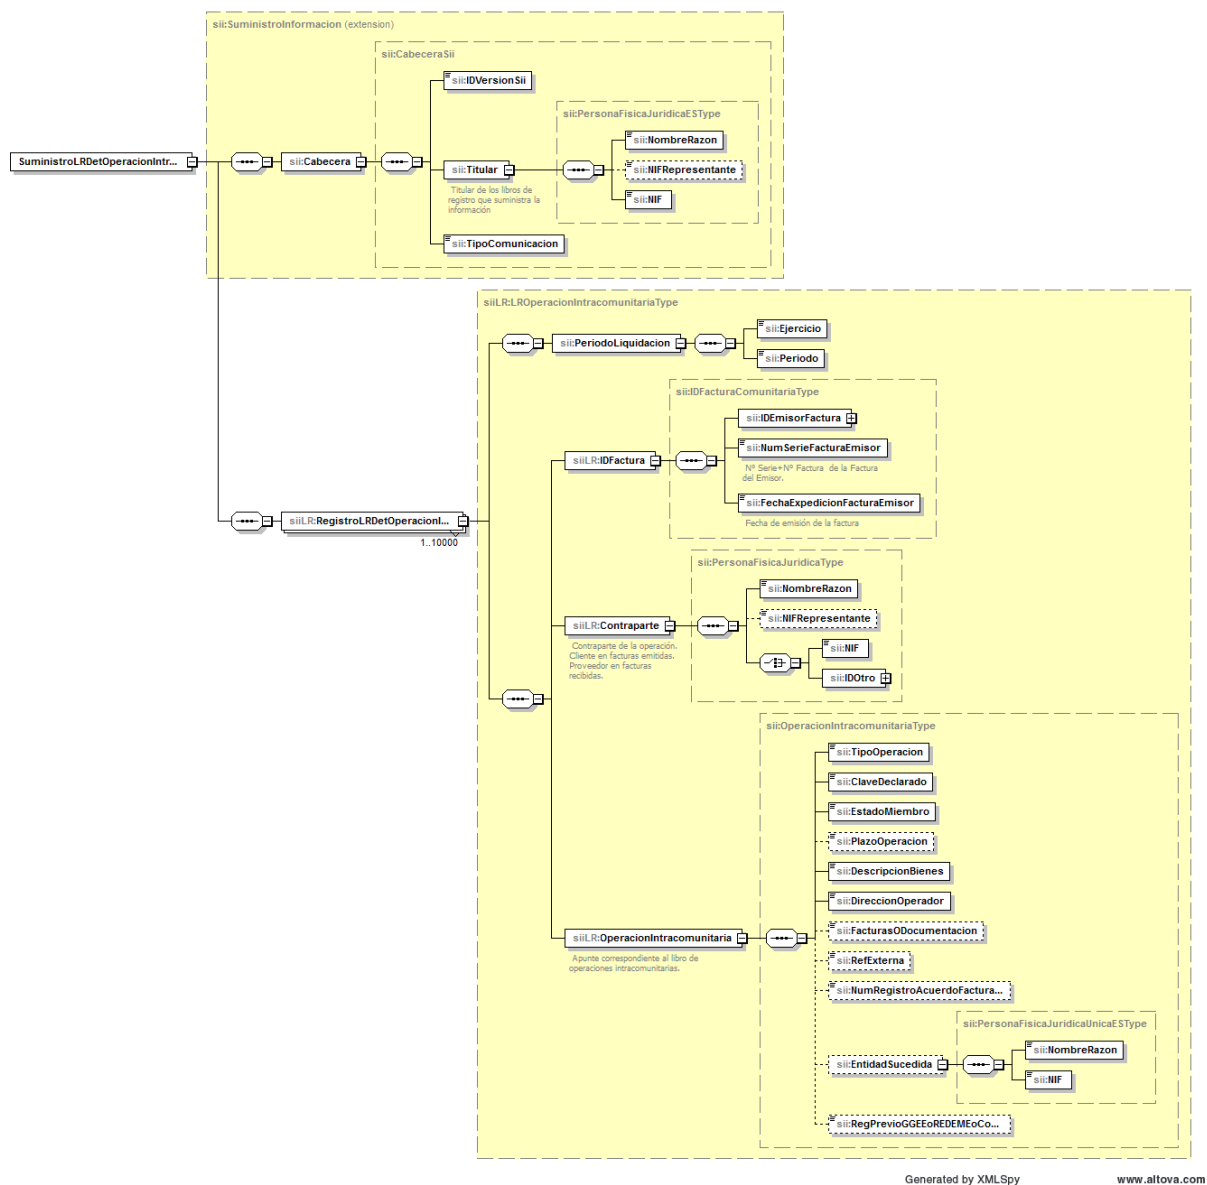 sii:SuministroInformacion (extension)
sii:CabeceraSii
sii:IDVersionSii
sii:PersonaFisicaJuridicaESType
sii:NombreRazon
SuministroLRDetOperacionIntr...
sii:Cabecera
sii:Titular
sii:NIFRepresentante
Titular de los libros de
registro que suministra la
información
sii:NIF
sii:TipoComunicacion
siiLR:LROperacionIntracomunitariaType
sii:PeriodoLiquidacion
sii:Ejercicio
sii:Periodo
sii:IDFacturaComunitariaType
sii:IDEmisorFactura
siiLR:IDFactura
sii:NumSerieFacturaEmisor
Nº Serie+Nº Factura de la Factura
del Emisor.
sii:FechaExpedicionFacturaEmisor
Fecha de emisión de la factura
siiLR:RegistroLRDetOperacionI...
1..10000
sii:PersonaFisicaJuridicaType
sii:NombreRazon
siiLR:Contraparte
sii:NIFRepresentante
Contraparte de la operación.
Cliente en facturas emitidas.
Proveedor en facturas
recibidas.
sii:NIF
sii:IDOtro
sii:OperacionIntracomunitariaType
sii:TipoOperacion
sii:ClaveDeclarado
sii:EstadoMiembro
sii:PlazoOperacion
sii:DescripcionBienes
sii:DireccionOperador
siiLR:OperacionIntracomunitaria
Apunte correspondiente al libro de
operaciones intracomunitarias.
sii:FacturasODocumentacion
sii:RefExterna
sii:NumRegistroAcuerdoFactura...
sii:PersonaFisicaJuridicaUnicaESType
sii:EntidadSucedida
sii:NombreRazon
sii:NIF
sii:RegPrevioGGEEoREDEMEoCo...
Generated by XMLSpy
www.altova.com